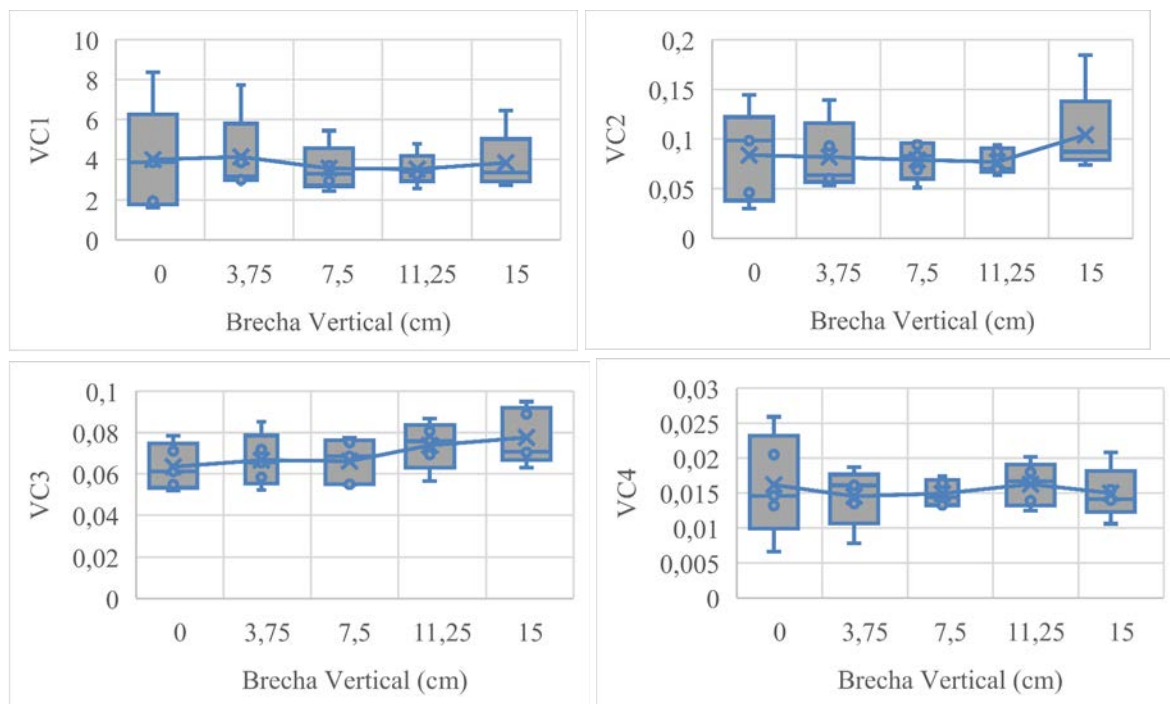 VC1
10
8
6
4
2
0
0 3,75 7,5 11,25 15
Brecha Vertical (cm)
VC2
0,2
0,15
0,1
0,05
0
0 3,75 7,5 11,25 15
Brecha Vertical (cm)
VC3
0,1
0,08
0,06
0,04
0,02
0
0 3,75 7,5 11,25 15
Brecha Vertical (cm)
VC4
0,03
0,025
0,02
0,015
0,01
0,005
0
0 3,75 7,5 11,25 15
Brecha Vertical (cm)